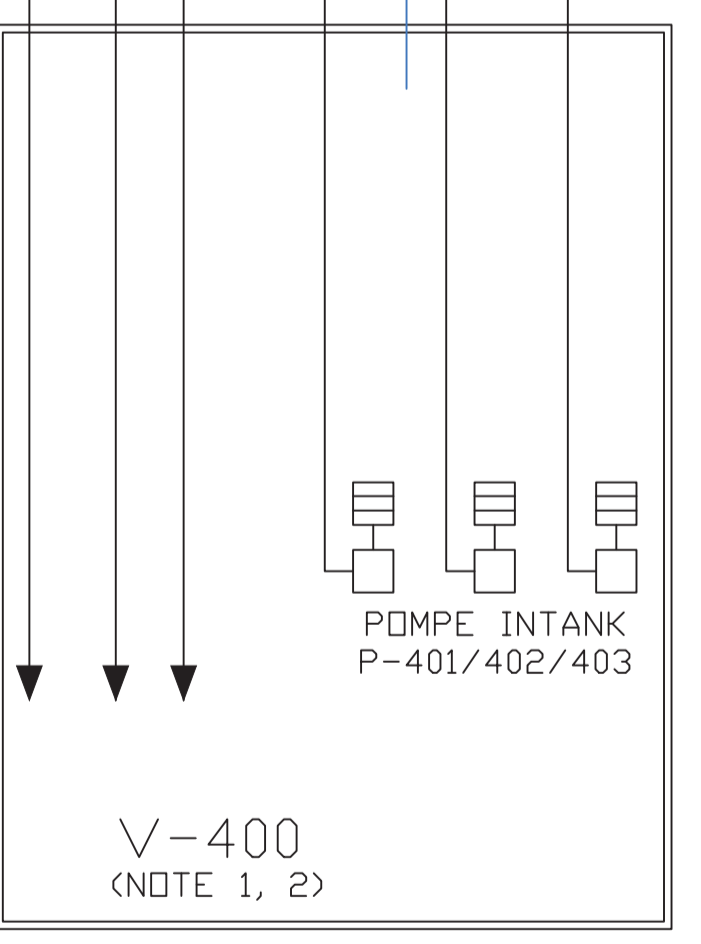 POMPE INTANK
P-401/402/403
V-400
(NOTE 1, 2)